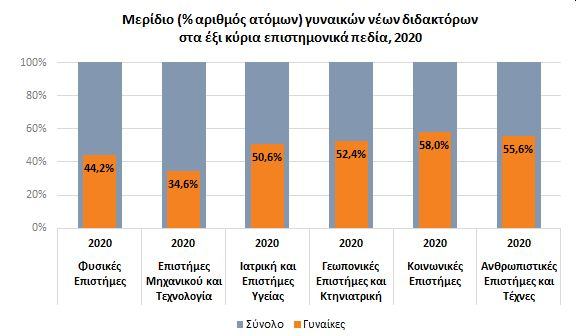 Μερίδιο (% αριθμός ατόμων) γυναικών νέων διδακτόρων
στα έξι κύρια επιστημονικά πεδία, 2020
100%
80%
60%
40%
20%
0%
44,2%
34,6%
50,6%
52,4%
58,0%
55,6%
2020 2020 2020 2020 2020 2020
Φυσικές Επιστήμες Ιατρική και Γεωπονικές Κοινωνικές Ανθρωπιστικές
Επιστήμες Μηχανικού και Επιστήμες Επιστήμες και Επιστήμες Επιστήμες και
Τεχνολογία Υγείας Κτηνιατρική Τέχνες
Σύνολο Γυναίκες